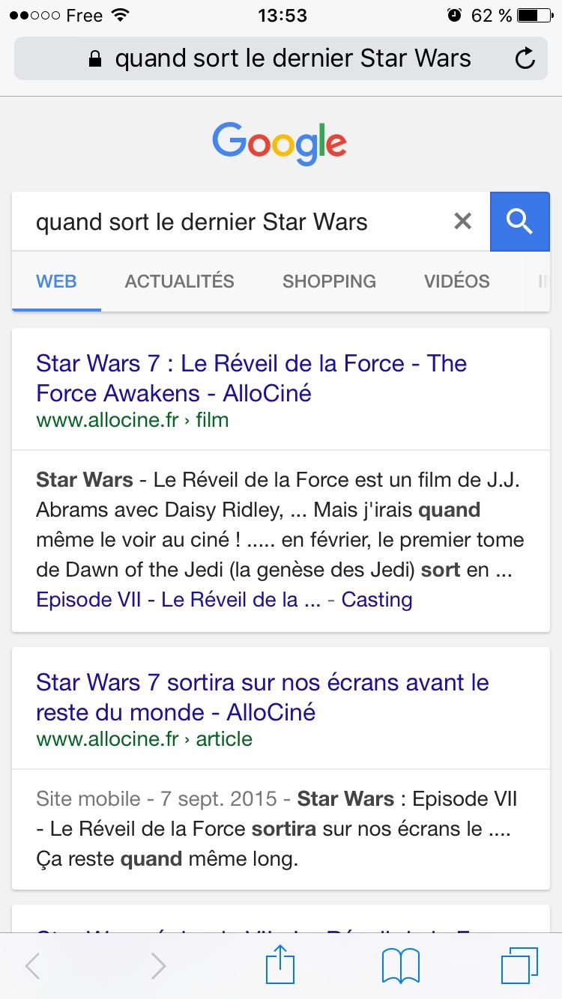 Free 13:53 62 %
quand sort le dernier Star Wars
Google
quand sort le dernier Star Wars
WEB ACTUALITÉS SHOPPING VIDÉOS
Star Wars 7 : Le Réveil de la Force - The
Force Awakens - AlloCiné
www.allocine.fr › film
Star Wars - Le Réveil de la Force est un film de J.J.
Abrams avec Daisy Ridley, ... Mais j'irais quand
même le voir au ciné ! ..... en février, le premier tome
de Dawn of the Jedi (la genèse des Jedi) sort en ...
Episode VII - Le Réveil de la ... - Casting
Star Wars 7 sortira sur nos écrans avant le
reste du monde - AlloCiné
www.allocine.fr › article
Site mobile - 7 sept. 2015 - Star Wars : Episode VII
- Le Réveil de la Force sortira sur nos écrans le ....
Ça reste quand même long.